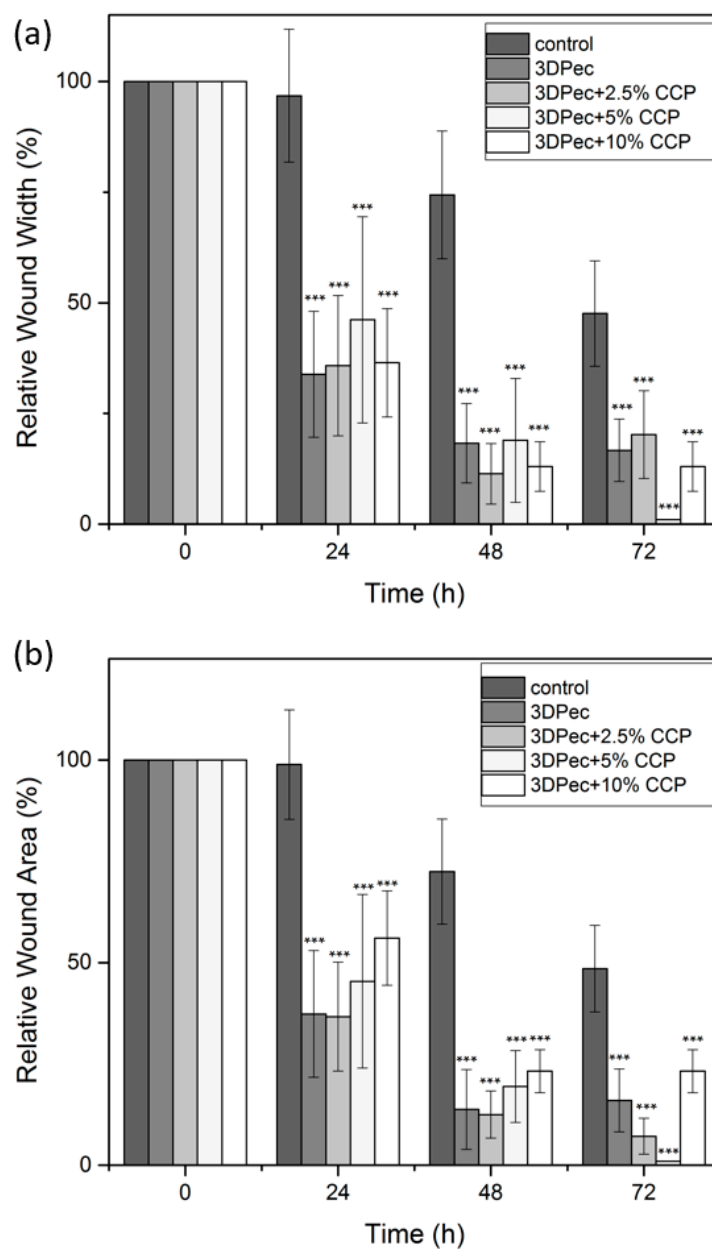 (a)
control
3DPec
3DPec+2.5% CCP
3DPec+5% CCP
3DPec+10% CCP
100
50
0
Relative Wound Width (%)
*** *** *** ***
*** *** *** ***
*** *** *** ***
0 24 48 72
Time (h)
(b)
control
3DPec
3DPec+2.5% CCP
3DPec+5% CCP
3DPec+10% CCP
100
50
0
Relative Wound Area (%)
*** *** *** ***
*** *** *** ***
*** *** *** ***
0 24 48 72
Time (h)